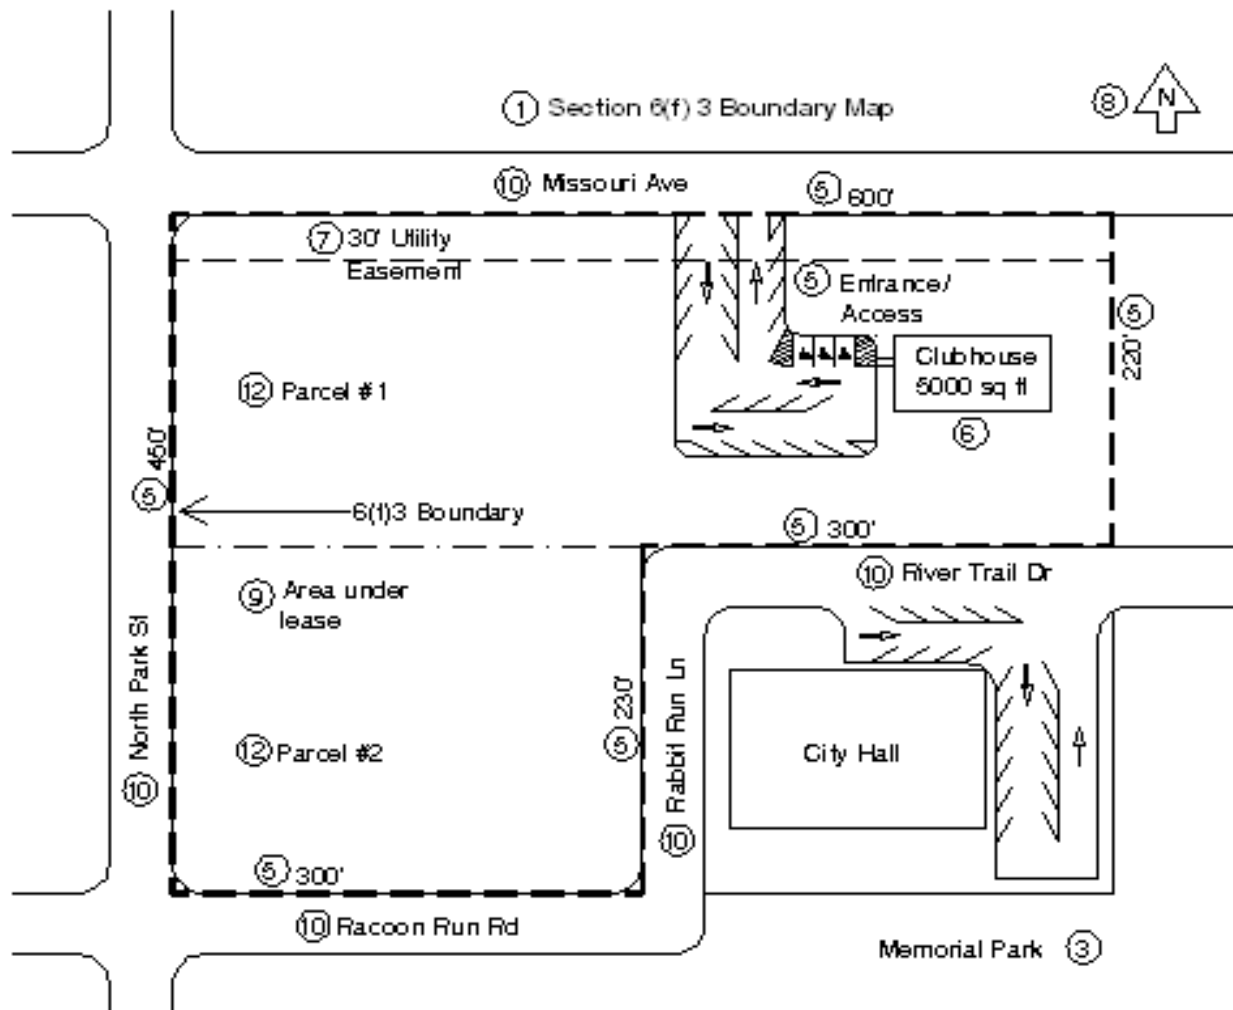 ① Section 6(f) 3 Boundary Map
⑧ N
⑩ Missouri Ave
⑤ 600'
⑦ 30' Utility
Easement
⑤ Entrance/
Access
⑤ 220'
Clubhouse
5000 sq ft
⑥
⑫ Parcel #1
⑤ 450'
6(f)3 Boundary
⑤ 300'
⑩ River Trail Dr
⑨ Area under
lease
⑩ North Park St
⑤ 230'
⑩ Rabbit Run Ln
⑫ Parcel #2
City Hall
⑤ 300'
⑩ Racoon Run Rd
Memorial Park ③